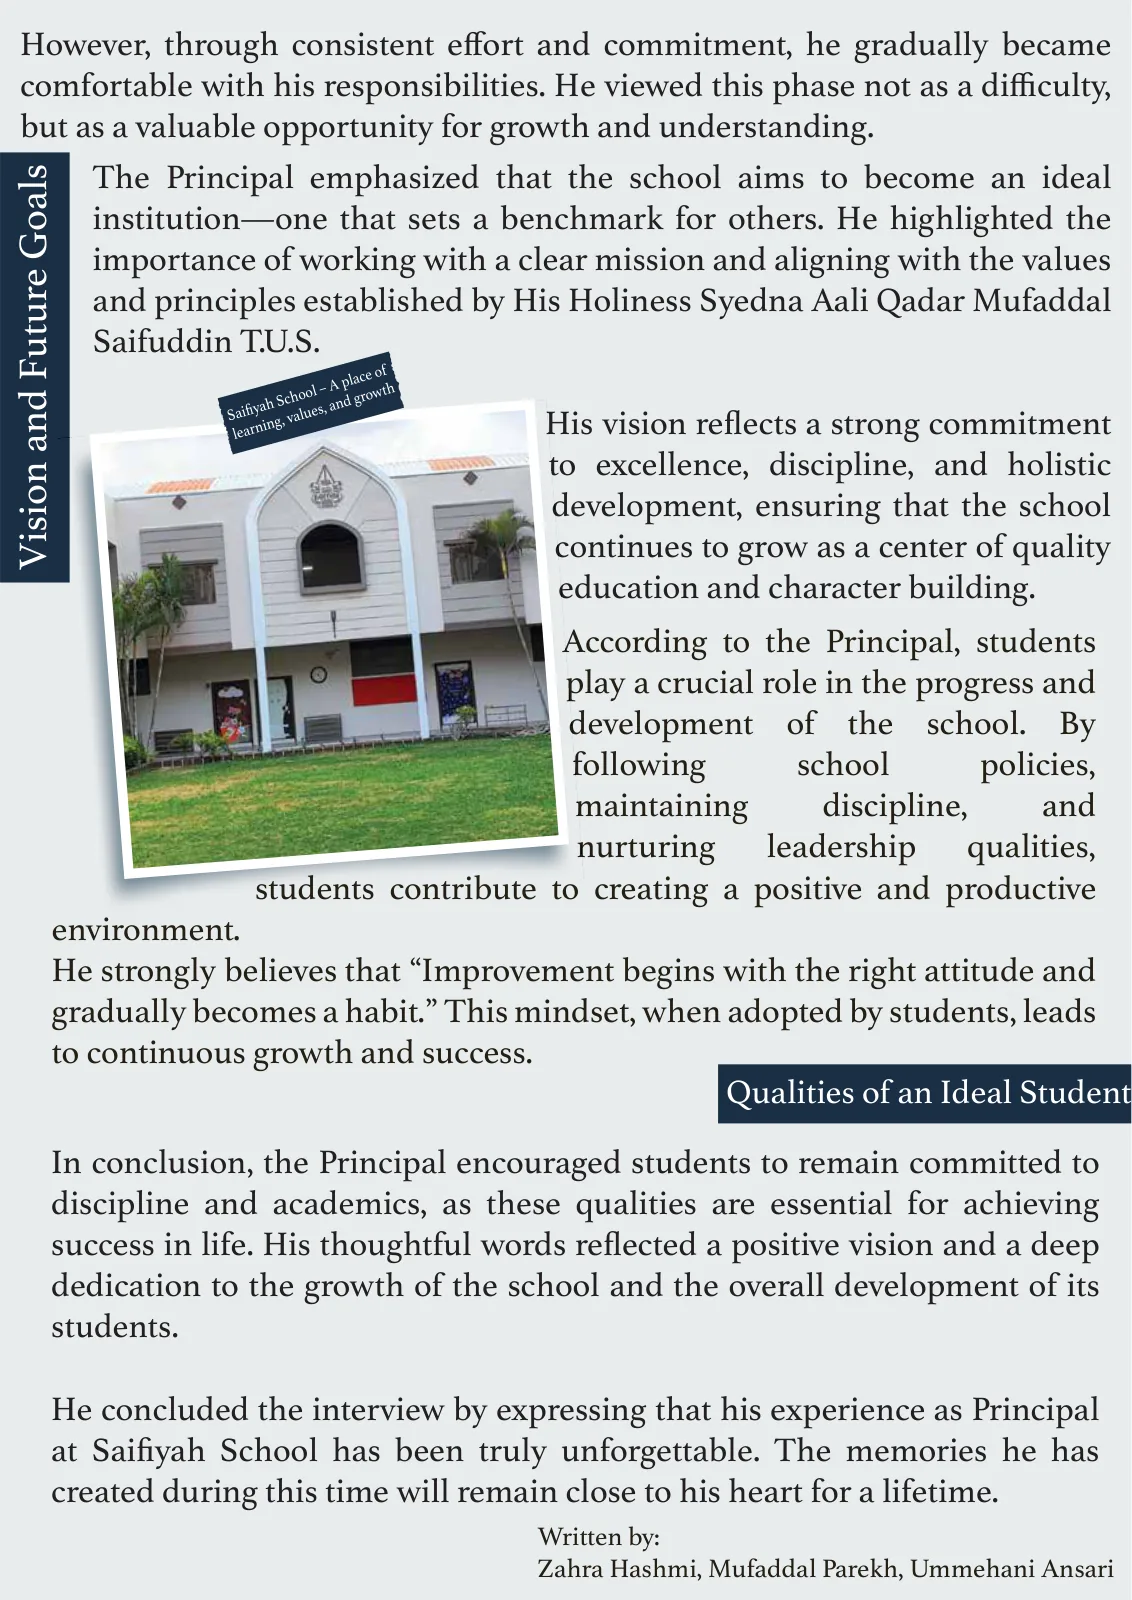 However, through consistent effort and commitment, he gradually became
comfortable with his responsibilities. He viewed this phase not as a difficulty,
but as a valuable opportunity for growth and understanding.
Vision and Future Goals
The Principal emphasized that the school aims to become an ideal
institution—one that sets a benchmark for others. He highlighted the
importance of working with a clear mission and aligning with the values
and principles established by His Holiness Syedna Aali Qadar Mufaddal
Saifuddin T.U.S.
Saifiyah School – A place of
learning, values, and growth
His vision reflects a strong commitment
to excellence, discipline, and holistic
development, ensuring that the school
continues to grow as a center of quality
education and character building.
According to the Principal, students
play a crucial role in the progress and
development of the school. By
following school policies,
maintaining discipline, and
nurturing leadership qualities,
students contribute to creating a positive and productive
environment.
He strongly believes that “Improvement begins with the right attitude and
gradually becomes a habit.” This mindset, when adopted by students, leads
to continuous growth and success.
Qualities of an Ideal Student
In conclusion, the Principal encouraged students to remain committed to
discipline and academics, as these qualities are essential for achieving
success in life. His thoughtful words reflected a positive vision and a deep
dedication to the growth of the school and the overall development of its
students.
He concluded the interview by expressing that his experience as Principal
at Saifiyah School has been truly unforgettable. The memories he has
created during this time will remain close to his heart for a lifetime.
Written by:
Zahra Hashmi, Mufaddal Parekh, Ummehani Ansari